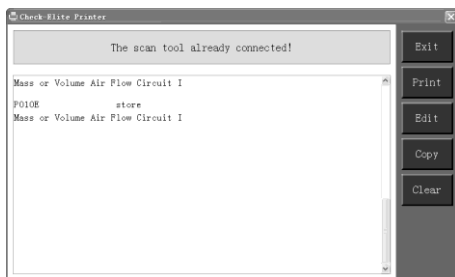 Check-Elite Printer
The scan tool already connected!
Mass or Volume Air Flow Circuit I
P010E store
Mass or Volume Air Flow Circuit I
Exit
Print
Edit
Copy
Clear